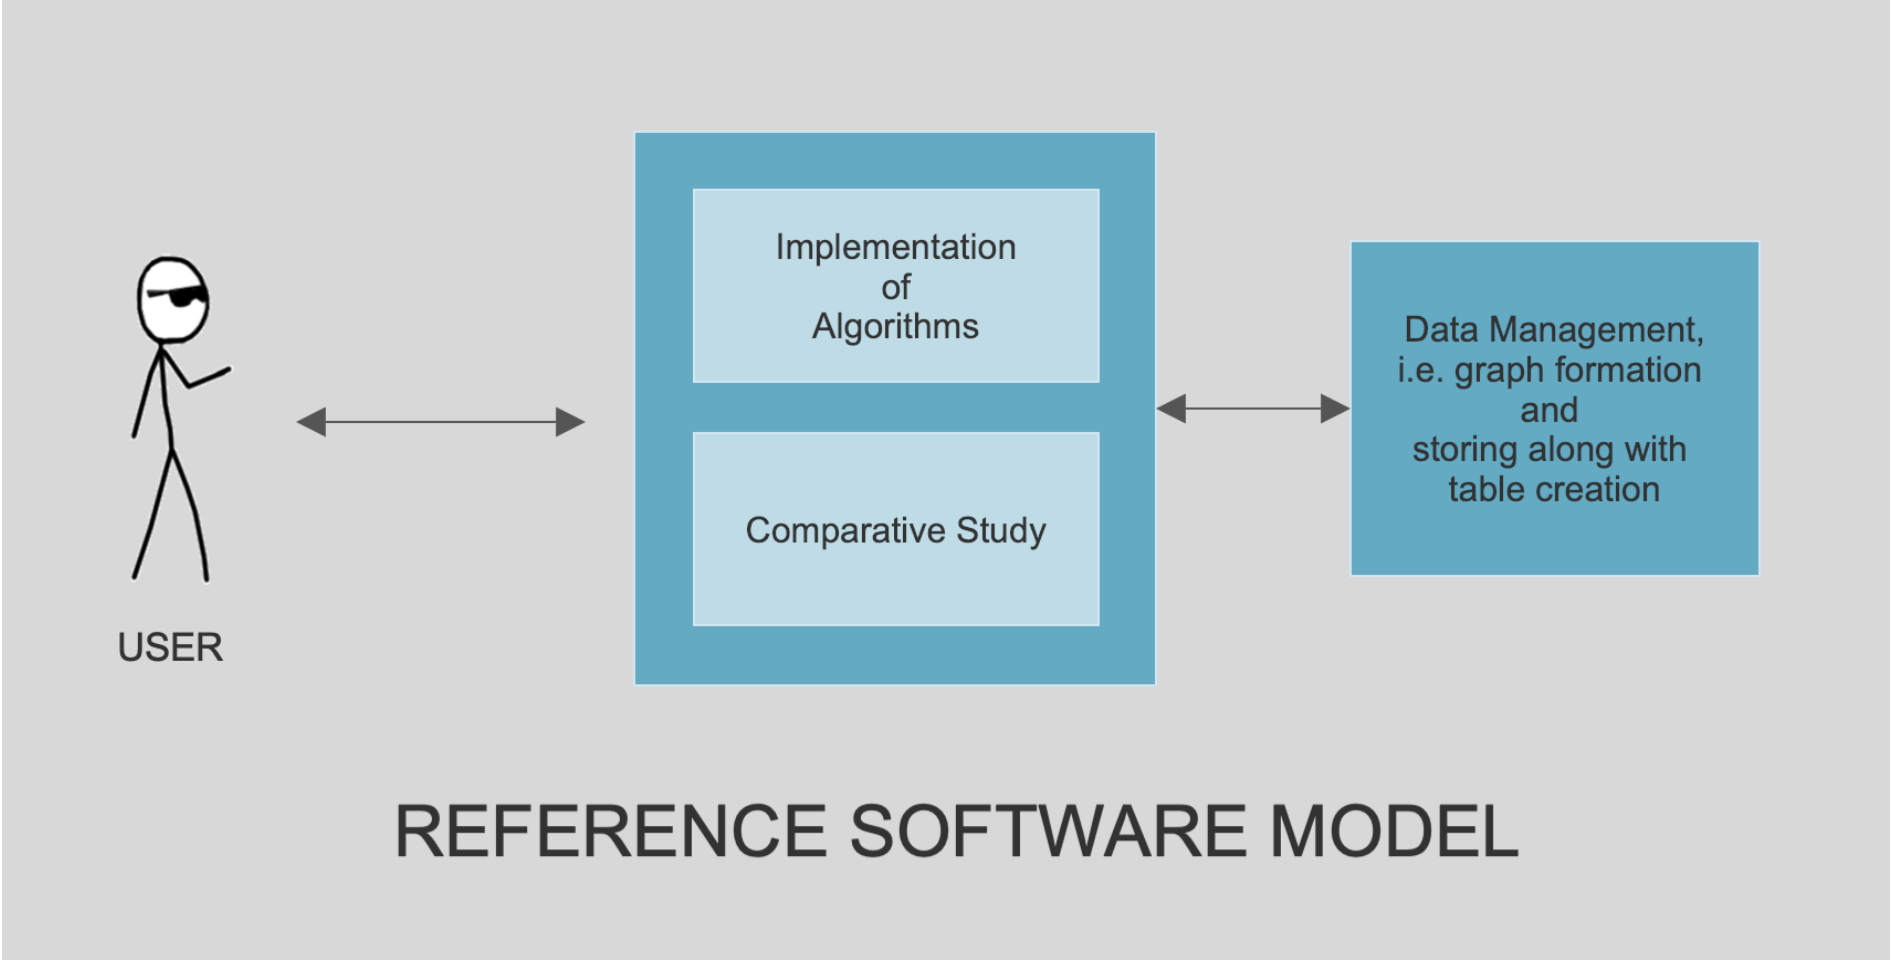 Implementation
of
Algorithms
Comparative Study
Data Management,
i.e. graph formation
and
storing along with
table creation
USER
REFERENCE SOFTWARE MODEL